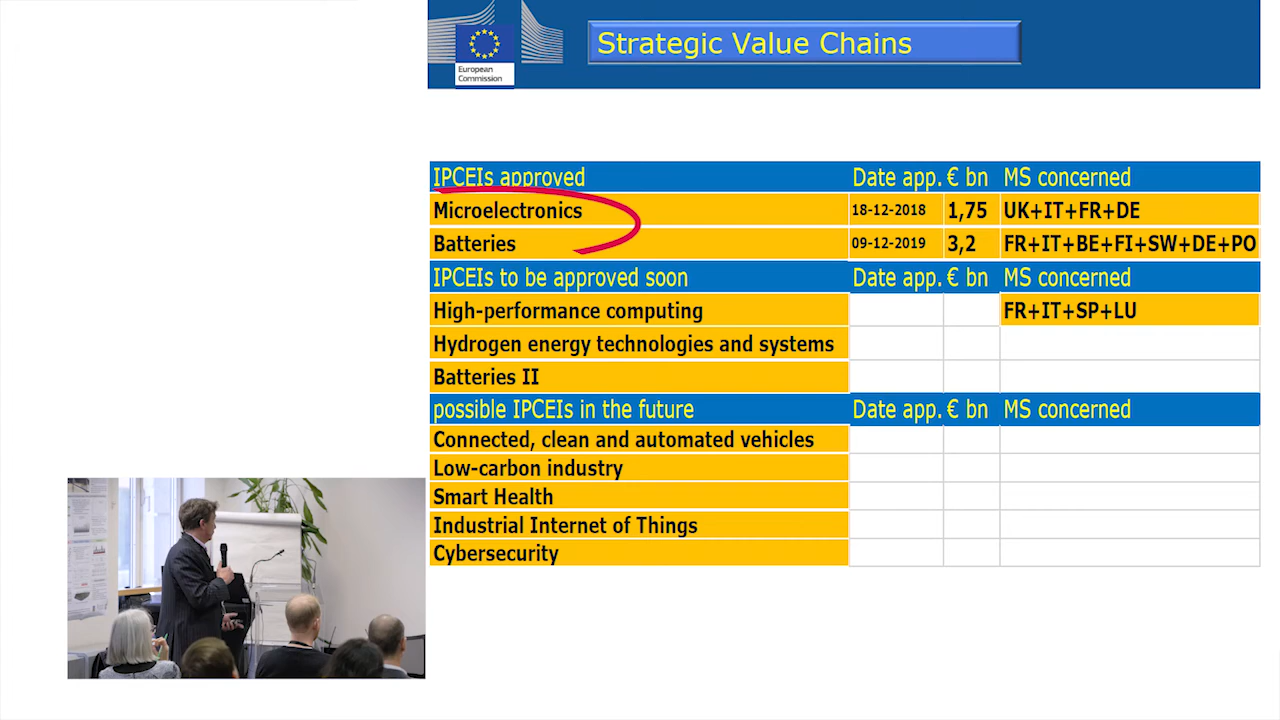 European
Commission
Strategic Value Chains
IPCEIs approved Date app. € bn MS concerned
Microelectronics 18-12-2018 1,75 UK+IT+FR+DE
Batteries 09-12-2019 3,2 FR+IT+BE+FI+SW+DE+PO
IPCEIs to be approved soon Date app. € bn MS concerned
High-performance computing FR+IT+SP+LU
Hydrogen energy technologies and systems
Batteries II
possible IPCEIs in the future Date app. € bn MS concerned
Connected, clean and automated vehicles
Low-carbon industry
Smart Health
Industrial Internet of Things
Cybersecurity